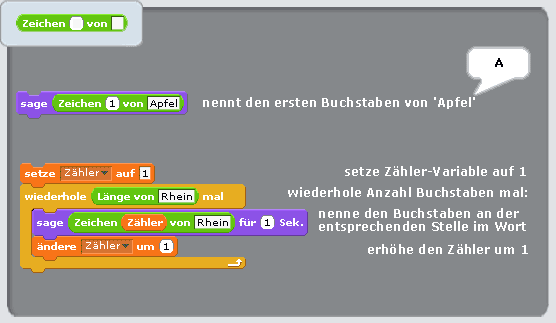 Zeichen von
A
sage Zeichen 1 von Apfel nennt den ersten Buchstaben von 'Apfel'
setze Zähler auf 1 setze Zähler-Variable auf 1
wiederhole Länge von Rhein mal wiederhole Anzahl Buchstaben mal:
sage Zeichen Zähler von Rhein für 1 Sek. nenne den Buchstaben an der
entsprechenden Stelle im Wort
ändere Zähler um 1 erhöhe den Zähler um 1